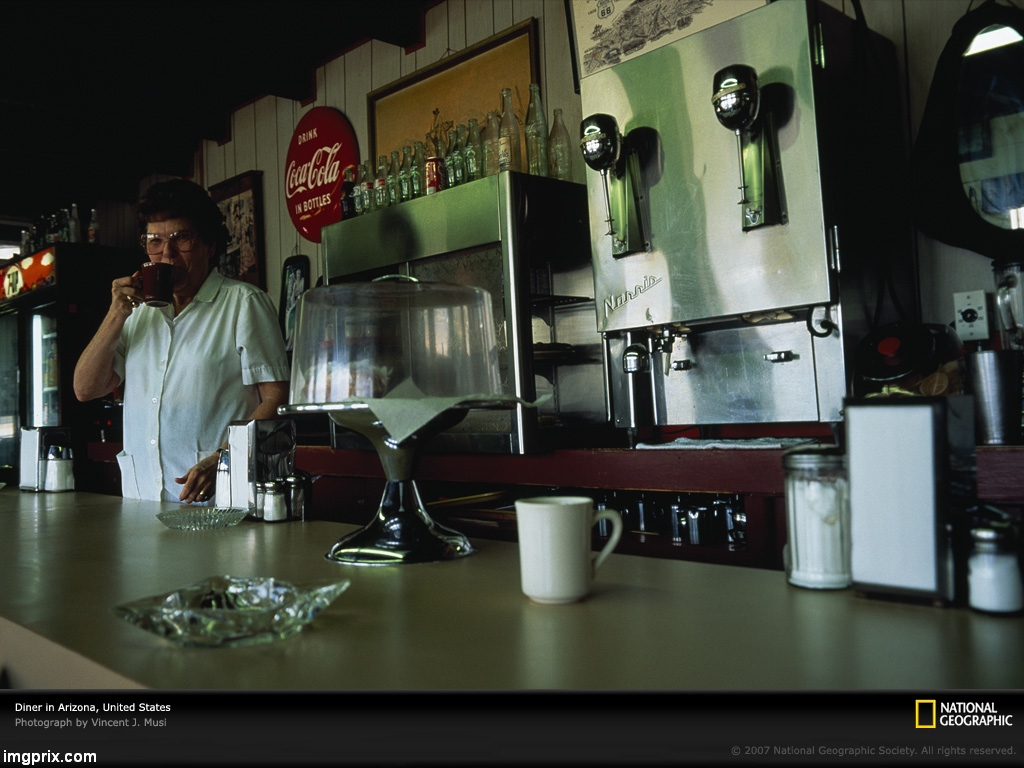 66
DRINK
Coca-Cola
IN BOTTLES
Norris
Diner in Arizona, United States
Photograph by Vincent J. Musi
NATIONAL
GEOGRAPHIC
© 2007 National Geographic Society. All rights reserved.
imgprix.com